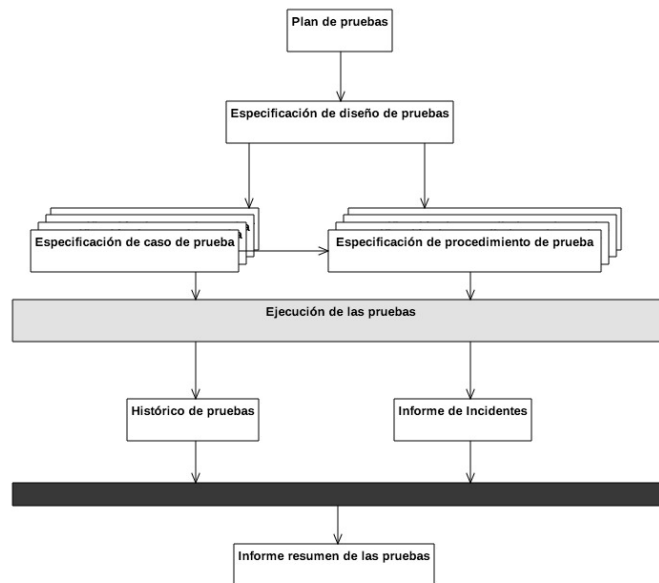 Plan de pruebas
Especificación de diseño de pruebas
Especificación de caso de prueba
Especificación de procedimiento de prueba
Ejecución de las pruebas
Histórico de pruebas
Informe de Incidentes
Informe resumen de las pruebas